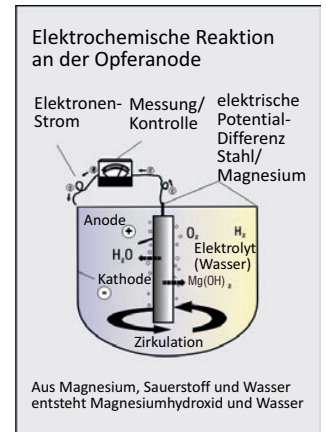 Elektrochemische Reaktion
an der Opferanode
Elektronen-
Strom
Messung/
Kontrolle
elektrische
Potential-
Differenz
Stahl/
Magnesium
Anode
+
O₂
H₂
H₂O
Elektrolyt
(Wasser)
Kathode
-
Mg(OH)₂
Zirkulation
Aus Magnesium, Sauerstoff und Wasser
entsteht Magnesiumhydroxid und Wasser